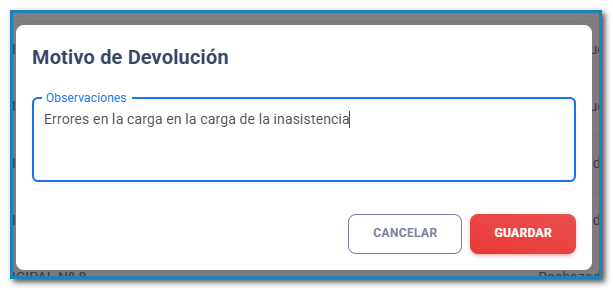 Motivo de Devolución
Observaciones
Errores en la carga en la carga de la inasistencia
CANCELAR
GUARDAR